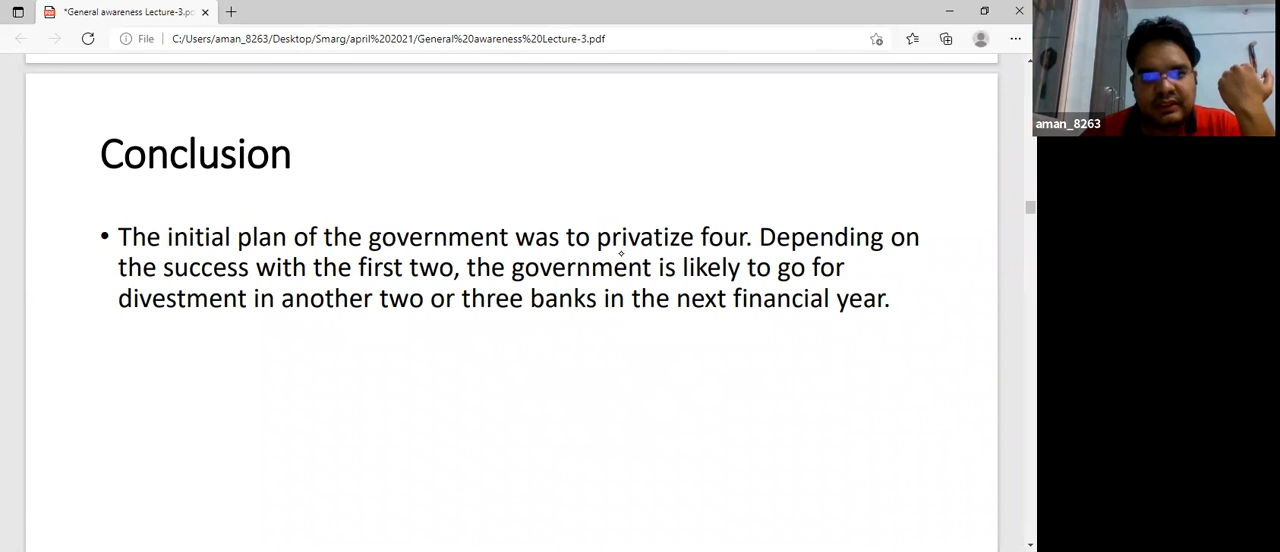 *General awareness Lecture-3.pd
File
C:/Users/aman_8263/Desktop/Smarg/april%202021/General%20awareness%20Lecture-3.pdf
aman_8263
Conclusion
• The initial plan of the government was to privatize four. Depending on
the success with the first two, the government is likely to go for
divestment in another two or three banks in the next financial year.